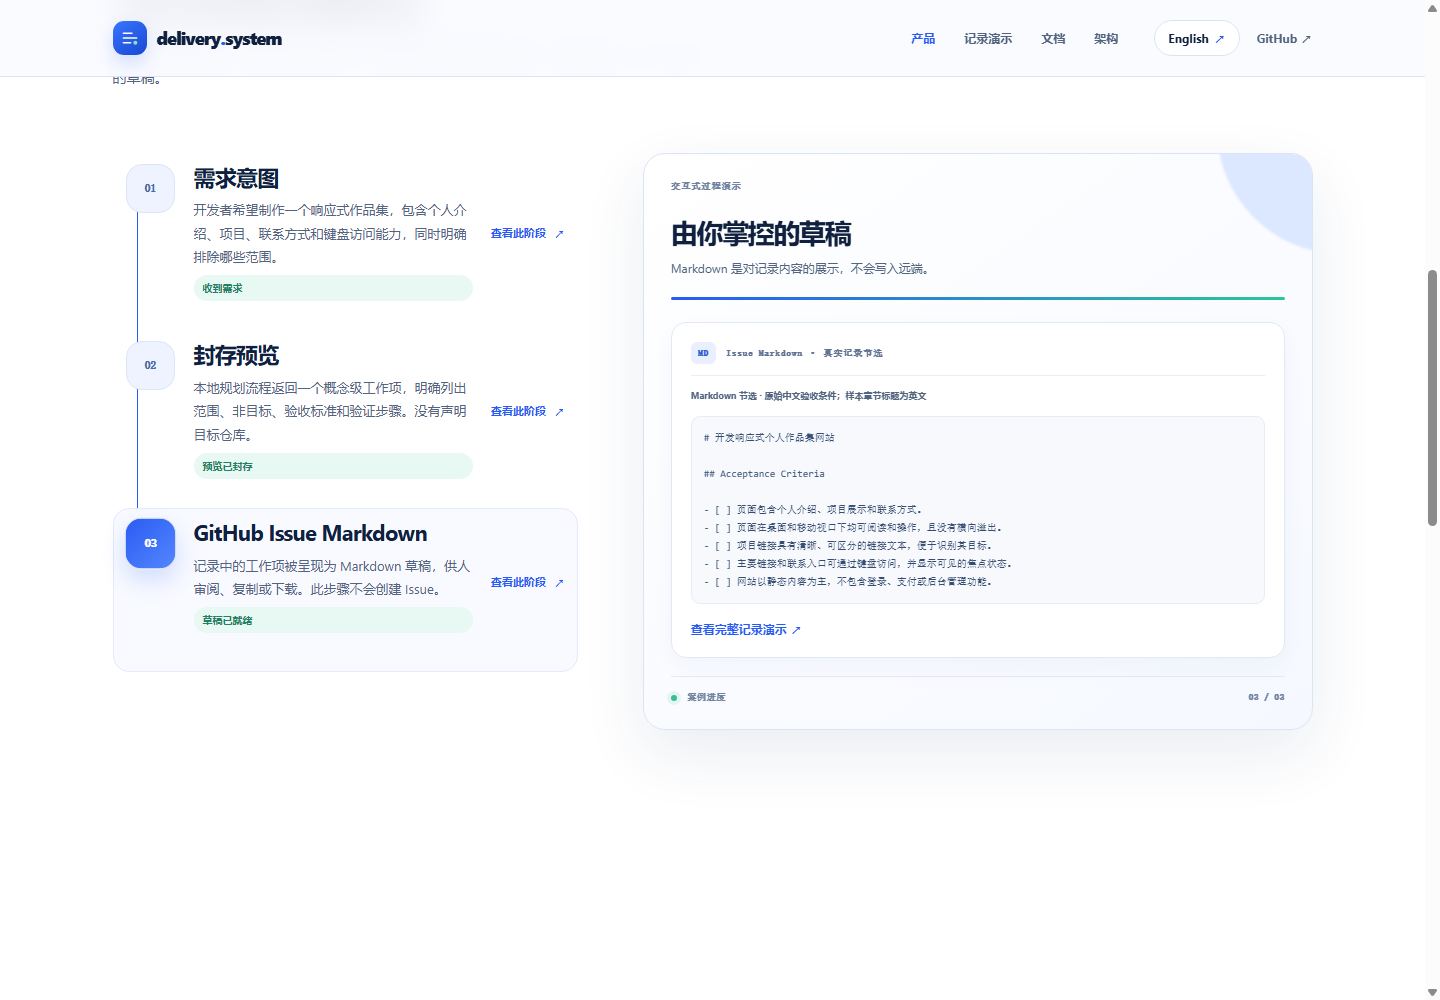 delivery.system
产品
记录演示
文档
架构
English ↗
GitHub ↗
的草稿。
01
需求意图
开发者希望制作一个响应式作品集，包含个人介
绍、项目、联系方式和键盘访问能力，同时明确
排除哪些范围。
查看此阶段 ↗
收到需求
02
封存预览
本地规划流程返回一个概念级工作项，明确列出
范围、非目标、验收标准和验证步骤。没有声明
目标仓库。
查看此阶段 ↗
预览已封存
03
GitHub Issue Markdown
记录中的工作项被呈现为 Markdown 草稿，供人
审阅、复制或下载。此步骤不会创建 Issue。
查看此阶段 ↗
草稿已就绪
交互式过程演示
由你掌控的草稿
Markdown 是对记录内容的展示，不会写入远端。
MD
Issue Markdown · 真实记录节选
Markdown 节选 · 原始中文验收条件；样本章节标题为英文
# 开发响应式个人作品集网站
## Acceptance Criteria
- [ ] 页面包含个人介绍、项目展示和联系方式。
- [ ] 页面在桌面和移动视口下均可阅读和操作，且没有横向溢出。
- [ ] 项目链接具有清晰、可区分的链接文本，便于识别其目标。
- [ ] 主要链接和联系入口可通过键盘访问，并显示可见的焦点状态。
- [ ] 网站以静态内容为主，不包含登录、支付或后台管理功能。
查看完整记录演示 ↗
案例进度
03 / 03